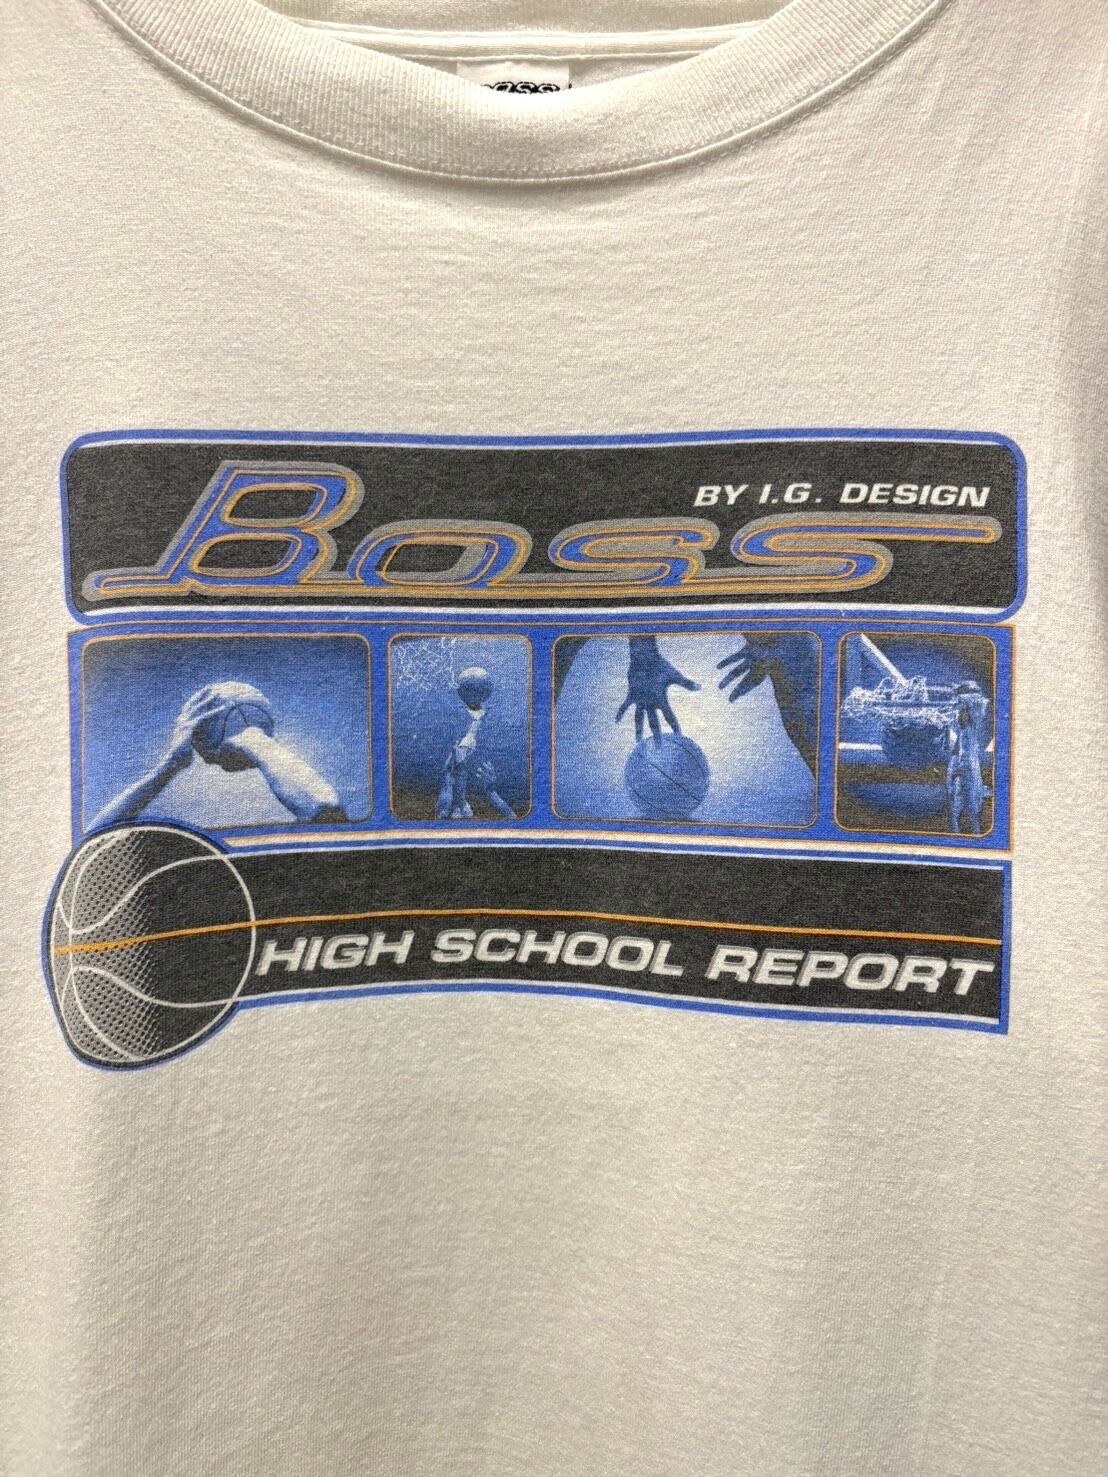 BY I.G. DESIGN
Boss
HIGH SCHOOL REPORT